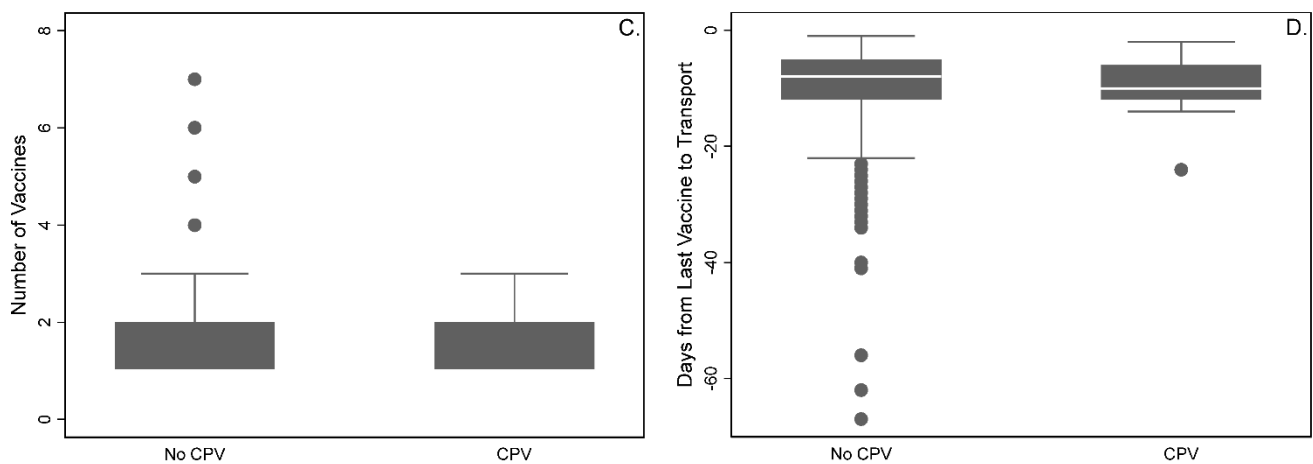 C.
Number of Vaccines
8
6
4
2
0
No CPV
CPV
D.
Days from Last Vaccine to Transport
0
-20
-40
-60
No CPV
CPV